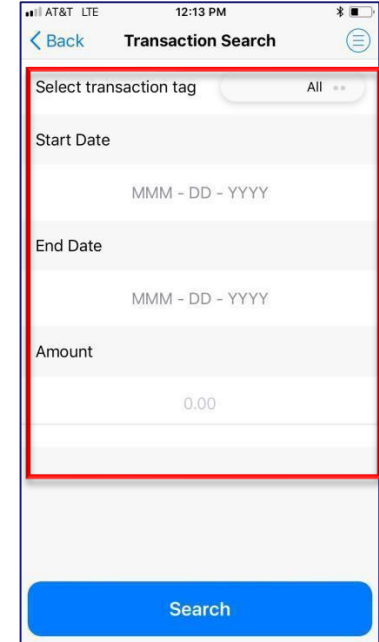 AT&T LTE 12:13 PM
Back Transaction Search
Select transaction tag All
Start Date
MMM - DD - YYYY
End Date
MMM - DD - YYYY
Amount
0.00
Search